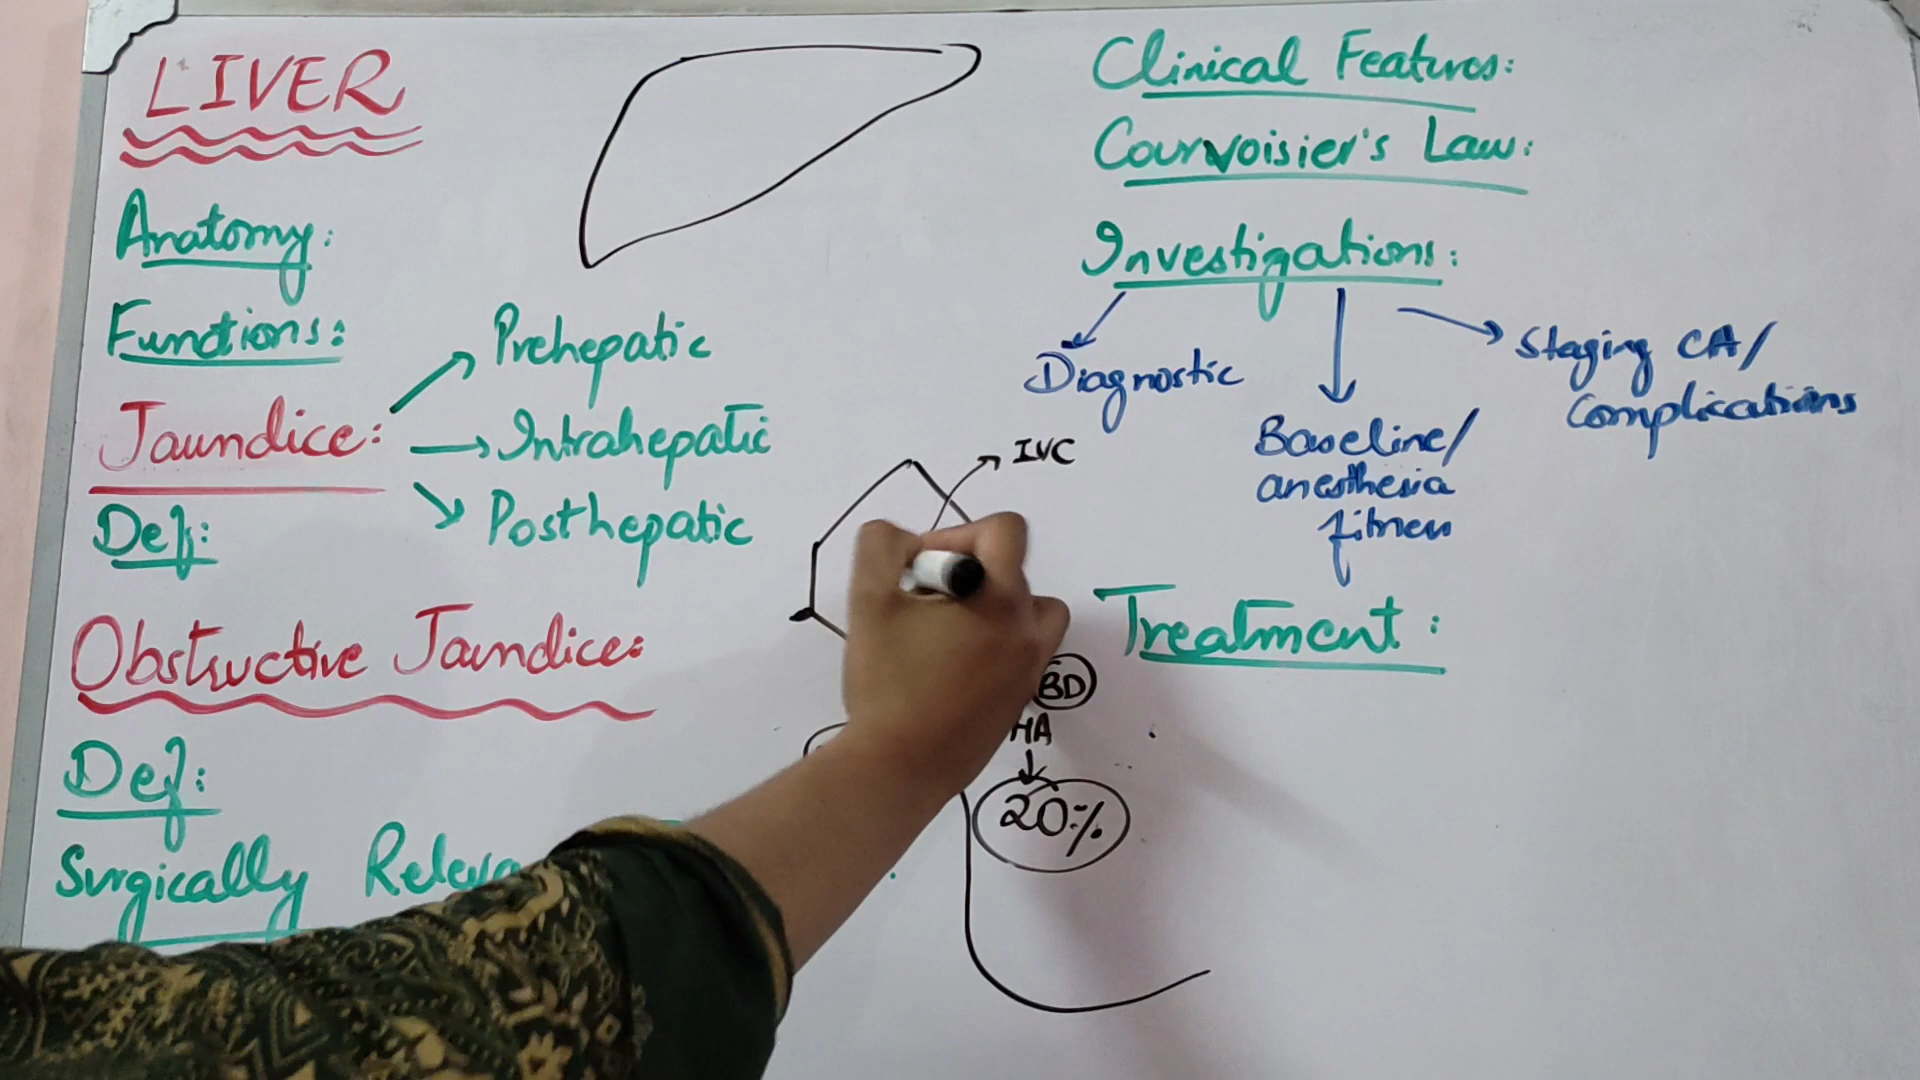 LIVER
Anatomy:
Functions:
Jaundice:
Prehepatic
Intrahepatic
Posthepatic
Def:
Obstructive Jaundice:
Def:
Surgically
IVC
BD
HA
20%
Clinical Features:
Courvoisier's Law:
Investigations:
Diagnostic
Baseline/
anesthesia
fitness
Staging CA/
Complications
Treatment: